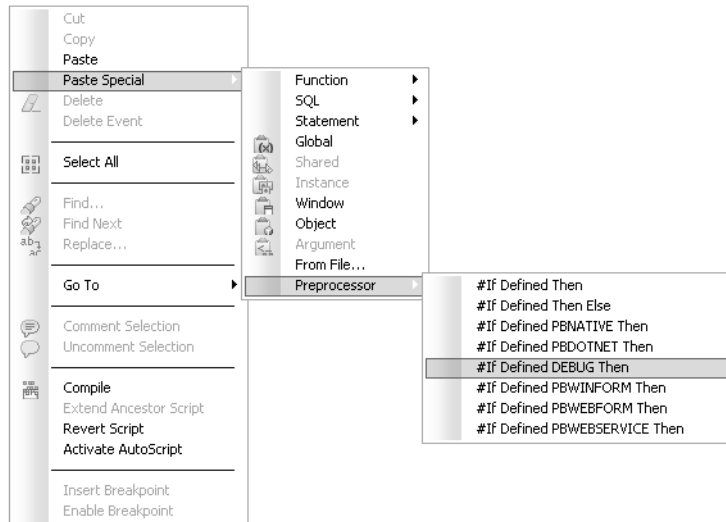 Cut
Copy
Paste
Paste Special
Delete
Delete Event
Select All
Find...
Find Next
Replace...
Go To
Comment Selection
Uncomment Selection
Compile
Extend Ancestor Script
Revert Script
Activate AutoScript
Insert Breakpoint
Enable Breakpoint
Function
SQL
Statement
Global
Shared
Instance
Window
Object
Argument
From File...
Preprocessor
#If Defined Then
#If Defined Then Else
#If Defined PBNATIVE Then
#If Defined PBDOTNET Then
#If Defined DEBUG Then
#If Defined PBWINFORM Then
#If Defined PBWEBFORM Then
#If Defined PBWEBSERVICE Then